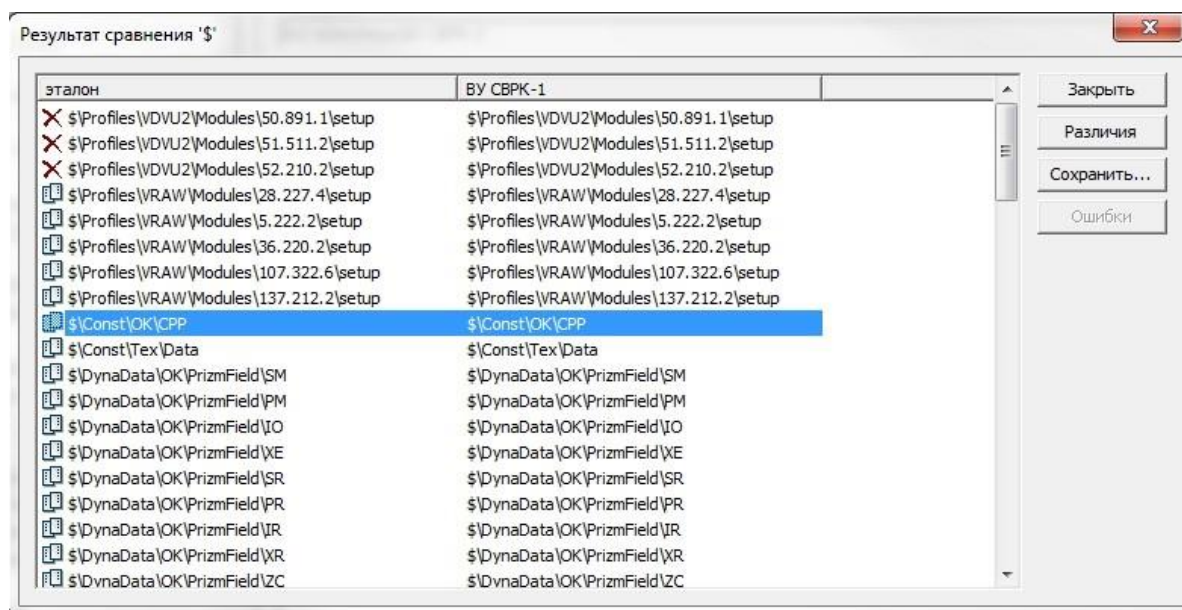 Результат сравнения '$'
эталон ВУ СВРК-1
$\Profiles\VDVU2\Modules\50.891.1\setup $\Profiles\VDVU2\Modules\50.891.1\setup
$\Profiles\VDVU2\Modules\51.511.2\setup $\Profiles\VDVU2\Modules\51.511.2\setup
$\Profiles\VDVU2\Modules\52.210.2\setup $\Profiles\VDVU2\Modules\52.210.2\setup
$\Profiles\VRAW\Modules\28.227.4\setup $\Profiles\VRAW\Modules\28.227.4\setup
$\Profiles\VRAW\Modules\5.222.2\setup $\Profiles\VRAW\Modules\5.222.2\setup
$\Profiles\VRAW\Modules\36.220.2\setup $\Profiles\VRAW\Modules\36.220.2\setup
$\Profiles\VRAW\Modules\107.322.6\setup $\Profiles\VRAW\Modules\107.322.6\setup
$\Profiles\VRAW\Modules\137.212.2\setup $\Profiles\VRAW\Modules\137.212.2\setup
$\Const\OK\CPP $\Const\OK\CPP
$\Const\Tex\Data $\Const\Tex\Data
$\DynaData\OK\PrizmField\SM $\DynaData\OK\PrizmField\SM
$\DynaData\OK\PrizmField\PM $\DynaData\OK\PrizmField\PM
$\DynaData\OK\PrizmField\IO $\DynaData\OK\PrizmField\IO
$\DynaData\OK\PrizmField\XE $\DynaData\OK\PrizmField\XE
$\DynaData\OK\PrizmField\SR $\DynaData\OK\PrizmField\SR
$\DynaData\OK\PrizmField\PR $\DynaData\OK\PrizmField\PR
$\DynaData\OK\PrizmField\IR $\DynaData\OK\PrizmField\IR
$\DynaData\OK\PrizmField\XR $\DynaData\OK\PrizmField\XR
$\DynaData\OK\PrizmField\ZC $\DynaData\OK\PrizmField\ZC
Закрыть
Различия
Сохранить...
Ошибки